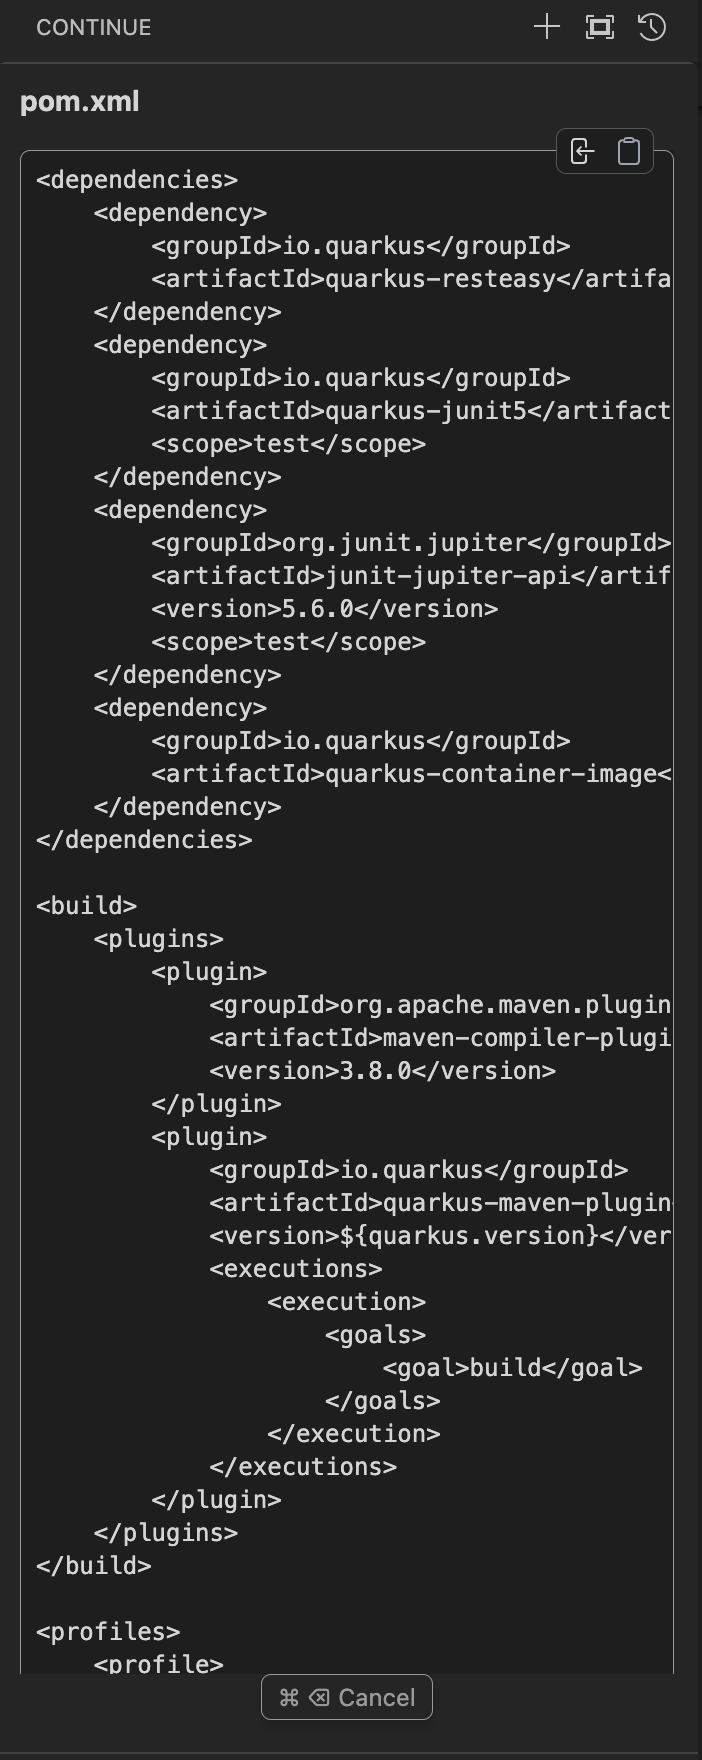 CONTINUE
pom.xml
<dependencies>
    <dependency>
        <groupId>io.quarkus</groupId>
        <artifactId>quarkus-resteasy</artifa
    </dependency>
    <dependency>
        <groupId>io.quarkus</groupId>
        <artifactId>quarkus-junit5</artifact
        <scope>test</scope>
    </dependency>
    <dependency>
        <groupId>org.junit.jupiter</groupId>
        <artifactId>junit-jupiter-api</artif
        <version>5.6.0</version>
        <scope>test</scope>
    </dependency>
    <dependency>
        <groupId>io.quarkus</groupId>
        <artifactId>quarkus-container-image<
    </dependency>
</dependencies>

<build>
    <plugins>
        <plugin>
            <groupId>org.apache.maven.plugin
            <artifactId>maven-compiler-plugi
            <version>3.8.0</version>
        </plugin>
        <plugin>
            <groupId>io.quarkus</groupId>
            <artifactId>quarkus-maven-plugin
            <version>${quarkus.version}</ver
            <executions>
                <execution>
                    <goals>
                        <goal>build</goal>
                    </goals>
                </execution>
            </executions>
        </plugin>
    </plugins>
</build>

<profiles>
    <profile>
⌘ ⌫ Cancel